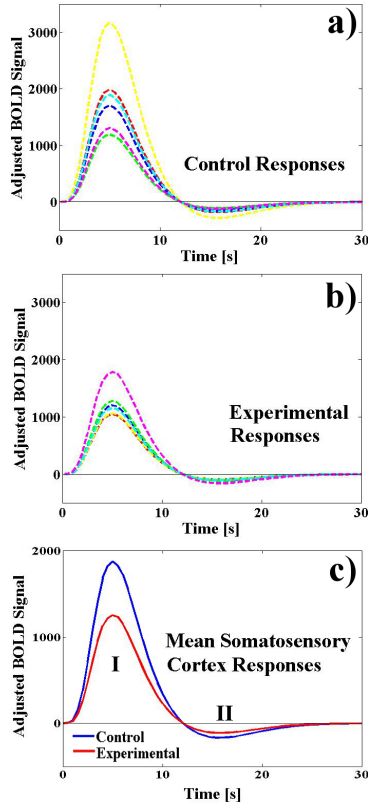 a)
3000
2000
1000
0
Adjusted BOLD Signal
Control Responses
0 10 20 30
Time [s]
b)
3000
2000
1000
0
Adjusted BOLD Signal
Experimental
Responses
0 10 20 30
Time [s]
c)
2000
1000
0
Adjusted BOLD Signal
I
Mean Somatosensory
Cortex Responses
II
Control
Experimental
0 10 20 30
Time [s]